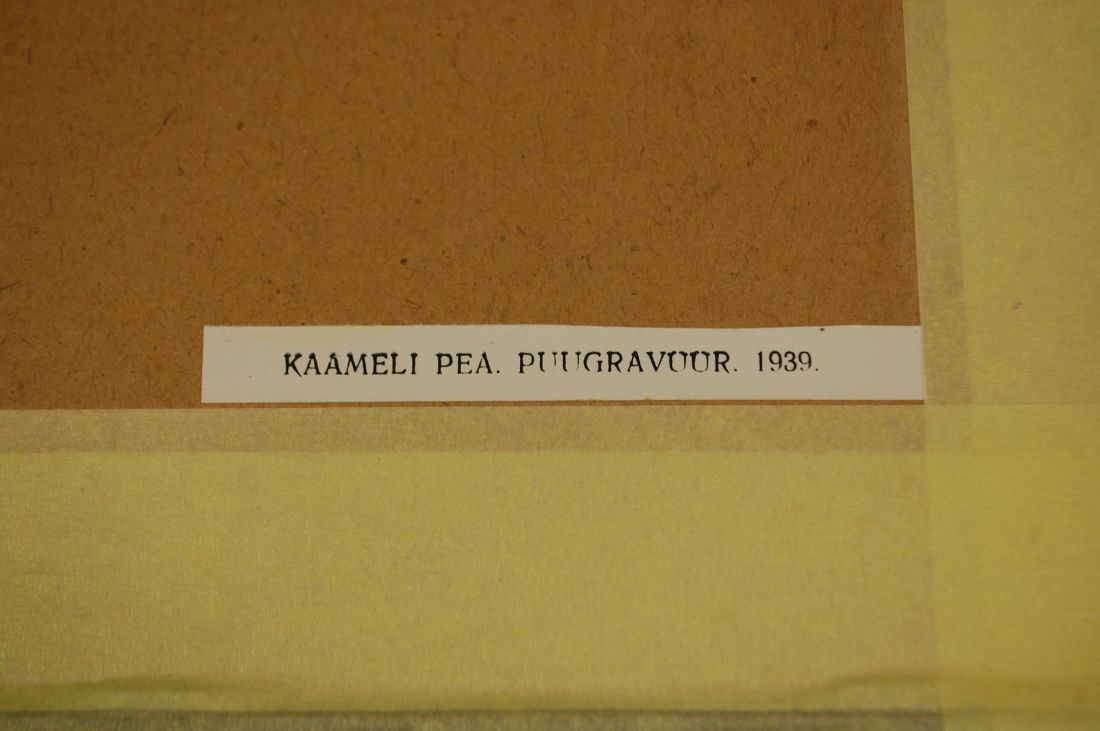 KAAMELI PEA. PUUGRAVUUR. 1939.